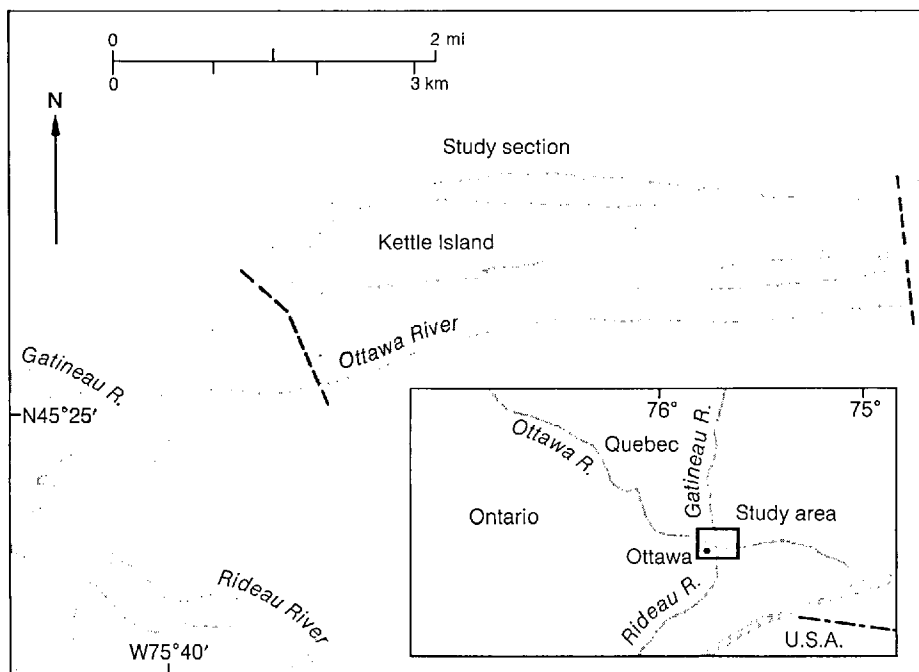 0 2 mi
0 3 km
N
Study section
Kettle Island
Ottawa River
Gatineau R.
N45°25′
Rideau River
W75°40′
76° 75°
Ottawa R.
Quebec
Gatineau R.
Ontario
Study area
Ottawa
Rideau R.
U.S.A.